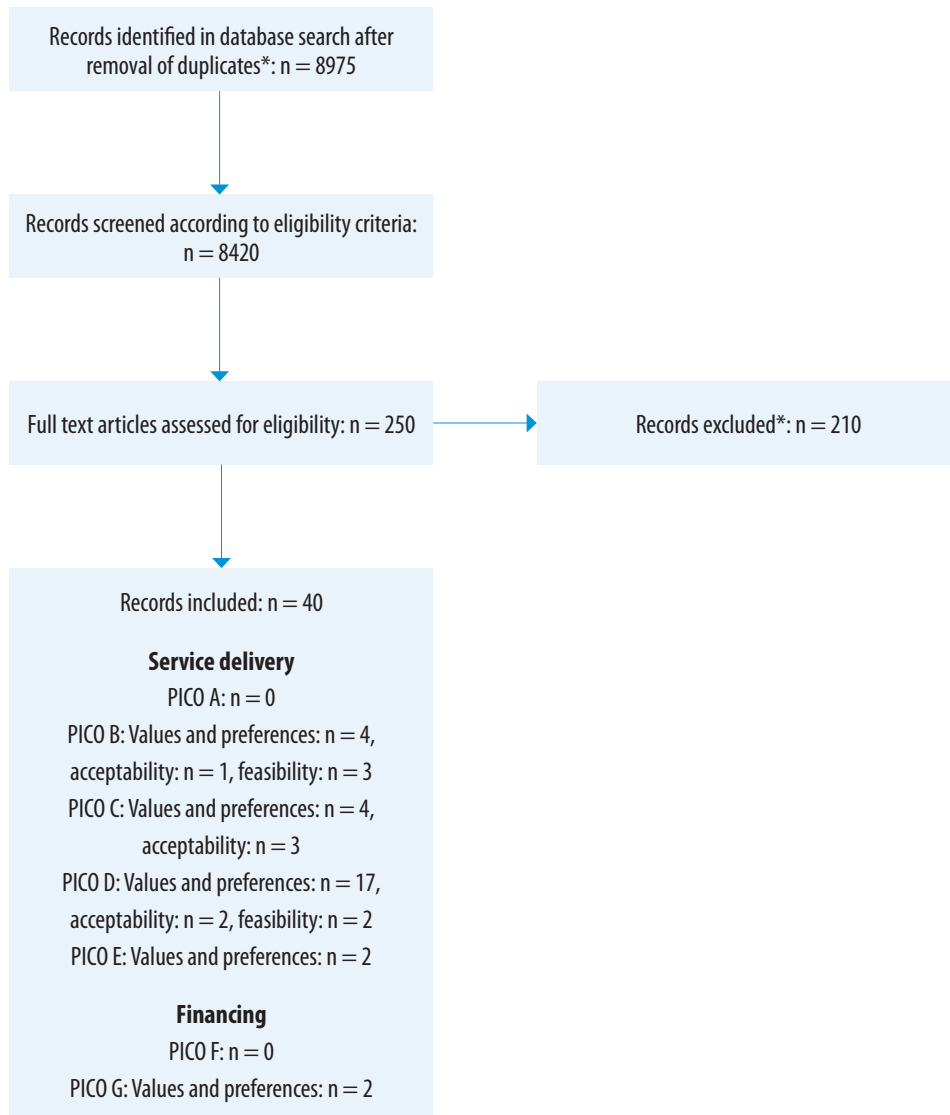 Records identified in database search after
removal of duplicates*: n = 8975
Records screened according to eligibility criteria:
n = 8420
Full text articles assessed for eligibility: n = 250
Records excluded*: n = 210
Records included: n = 40
Service delivery
PICO A: n = 0
PICO B: Values and preferences: n = 4,
acceptability: n = 1, feasibility: n = 3
PICO C: Values and preferences: n = 4,
acceptability: n = 3
PICO D: Values and preferences: n = 17,
acceptability: n = 2, feasibility: n = 2
PICO E: Values and preferences: n = 2
Financing
PICO F: n = 0
PICO G: Values and preferences: n = 2